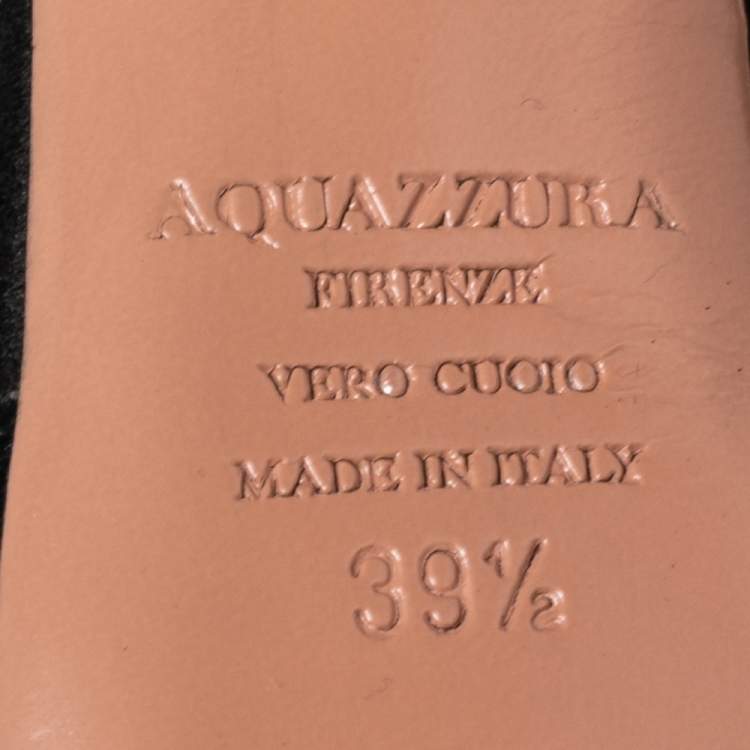 AQUAZZURA
FIRENZE
VERO CUOIO
MADE IN ITALY
39½